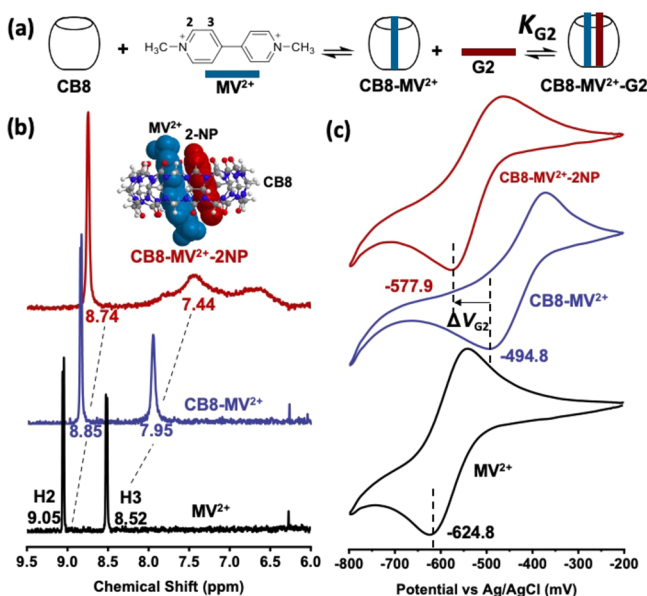 (a)
2 3
H₃C-N⁺ N⁺-CH₃
CB8 + MV²⁺ CB8-MV²⁺ + G2 K_G2 CB8-MV²⁺-G2
(b)
MV²⁺ 2-NP
CB8
CB8-MV²⁺-2NP
8.74 7.44
CB8-MV²⁺
8.85 7.95
H2 H3
9.05 8.52 MV²⁺
9.5 9.0 8.5 8.0 7.5 7.0 6.5 6.0
Chemical Shift (ppm)
(c)
CB8-MV²⁺-2NP
-577.9
CB8-MV²⁺
ΔV_G2
-494.8
MV²⁺
-624.8
-800 -700 -600 -500 -400 -300 -200
Potential vs Ag/AgCl (mV)